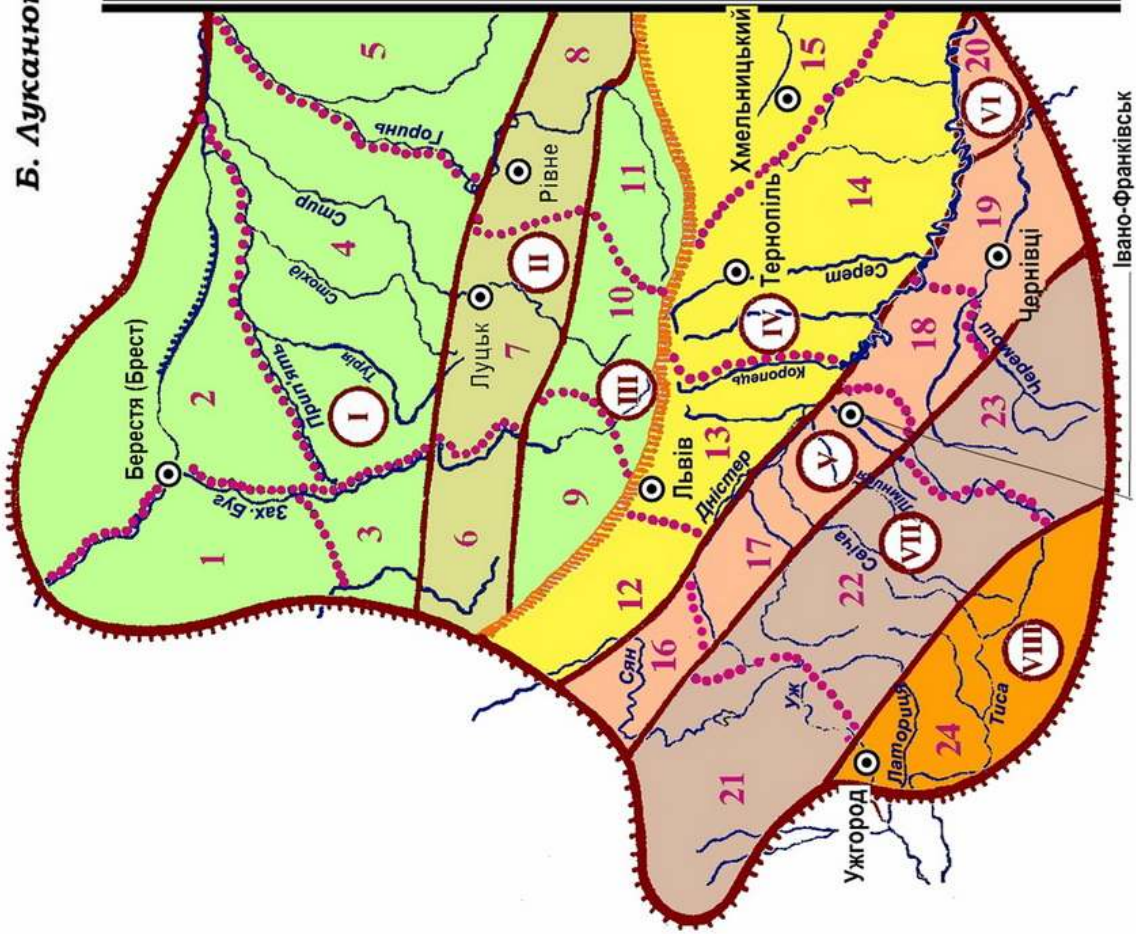 Б. Луканюк
Берестя (Брест)
1
2
3
4
5
Зах. Буг
Прип'ять
Турія
Стохід
Стир
Горинь
I
6
7
8
Луцьк
Рівне
II
9
10
11
III
12
13
14
15
Львів
Тернопіль
Хмельницький
Дністер
Коропець
Серет
IV
16
17
18
19
20
Сян
V
VI
Чернівці
Івано-Франківськ
21
22
23
Уж
Свіча
Лімниця
Черемош
VII
24
Ужгород
Латориця
Тиса
VIII